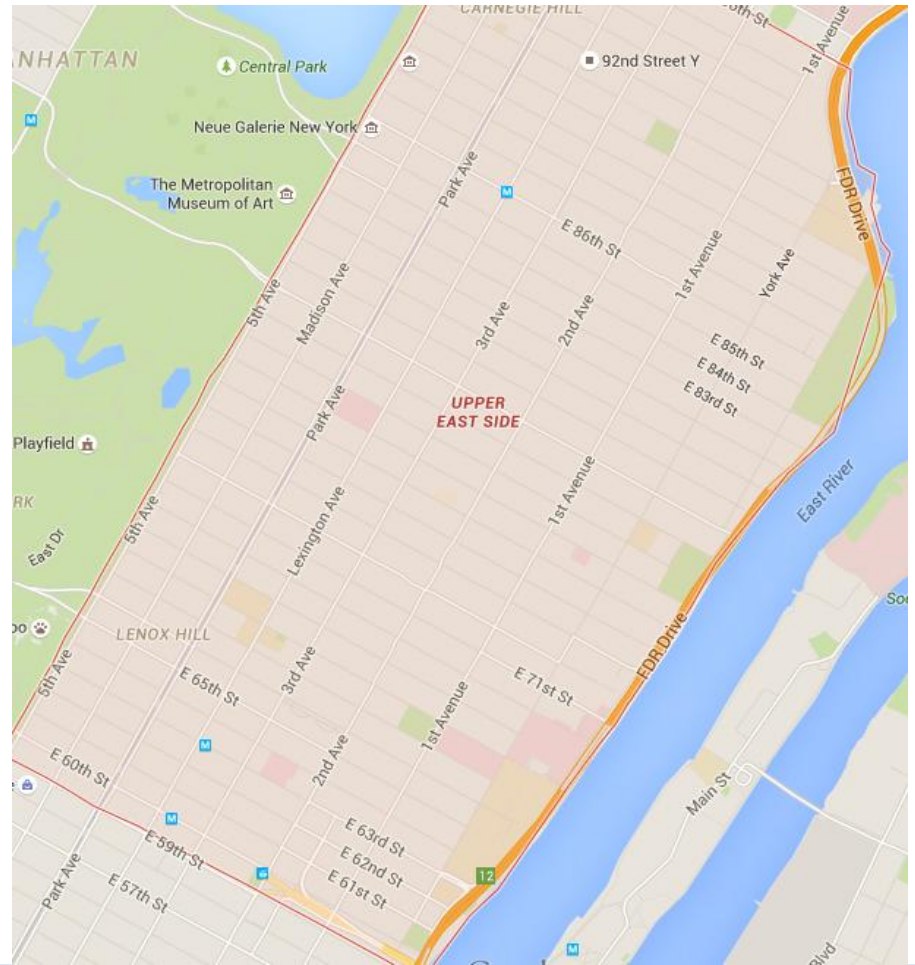 CARNEGIE HILL
1st Avenue
MANHATTAN
Central Park
92nd Street Y
M
Neue Galerie New York
Park Ave
The Metropolitan
Museum of Art
M
FDR Drive
E 86th St
1st Avenue
York Ave
5th Ave
Madison Ave
3rd Ave
2nd Ave
E 85th St
E 84th St
E 83rd St
UPPER
EAST SIDE
Park Ave
Playfield
RK
East River
1st Avenue
5th Ave
Lexington Ave
East Dr
LENOX HILL
FDR Drive
5th Ave
E 65th St
3rd Ave
E 71st St
1st Avenue
M
2nd Ave
E 60th St
Main St
M
E 59th St
E 63rd St
E 62nd St
E 61st St
12
Park Ave
E 57th St
M
Blvd